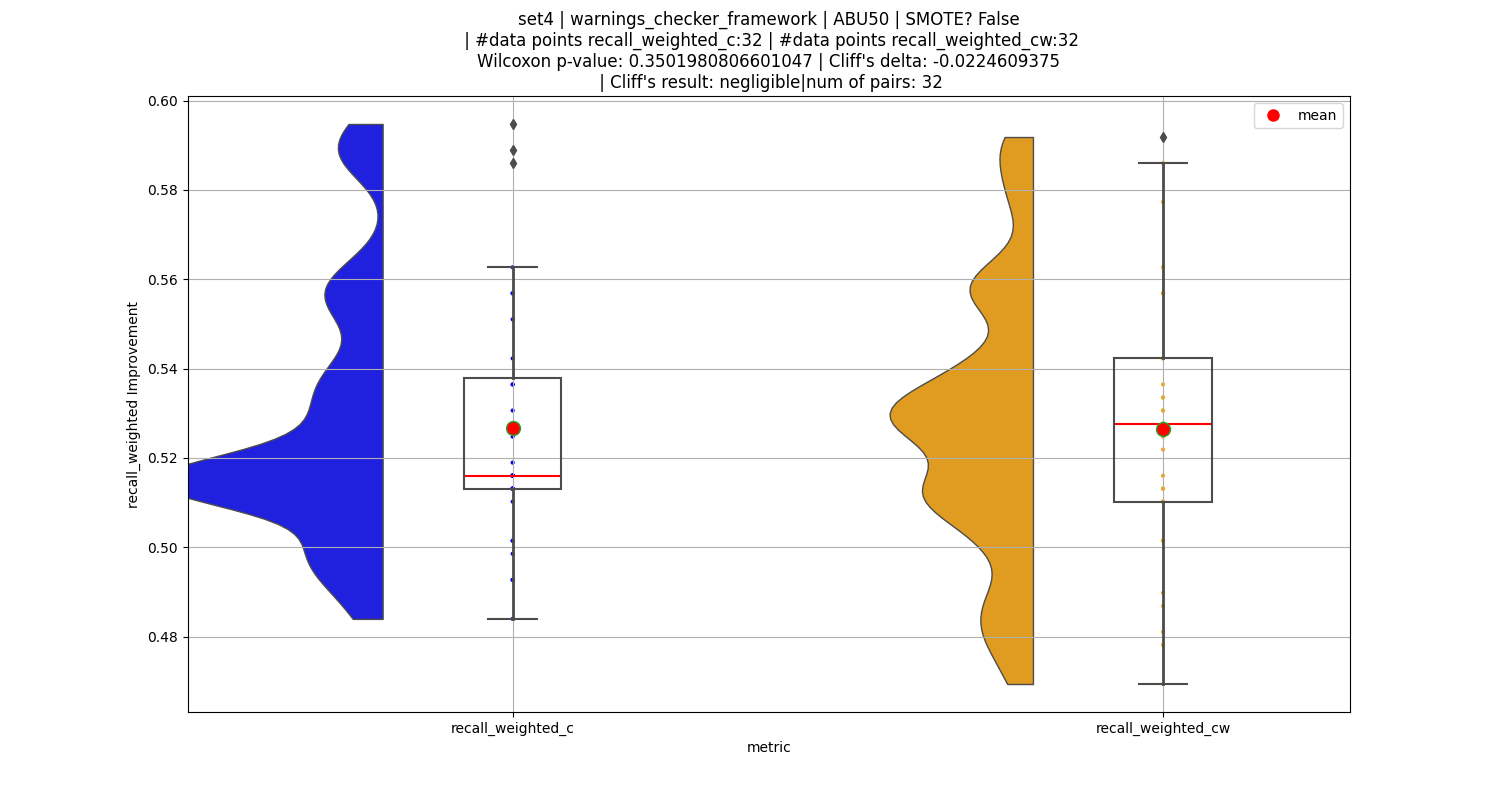 set4 | warnings_checker_framework | ABU50 | SMOTE? False
| #data points recall_weighted_c:32 | #data points recall_weighted_cw:32
Wilcoxon p-value: 0.3501980806601047 | Cliff's delta: -0.0224609375
| Cliff's result: negligible|num of pairs: 32
mean
0.60
0.58
0.56
0.54
0.52
0.50
0.48
recall_weighted Improvement
recall_weighted_c
recall_weighted_cw
metric